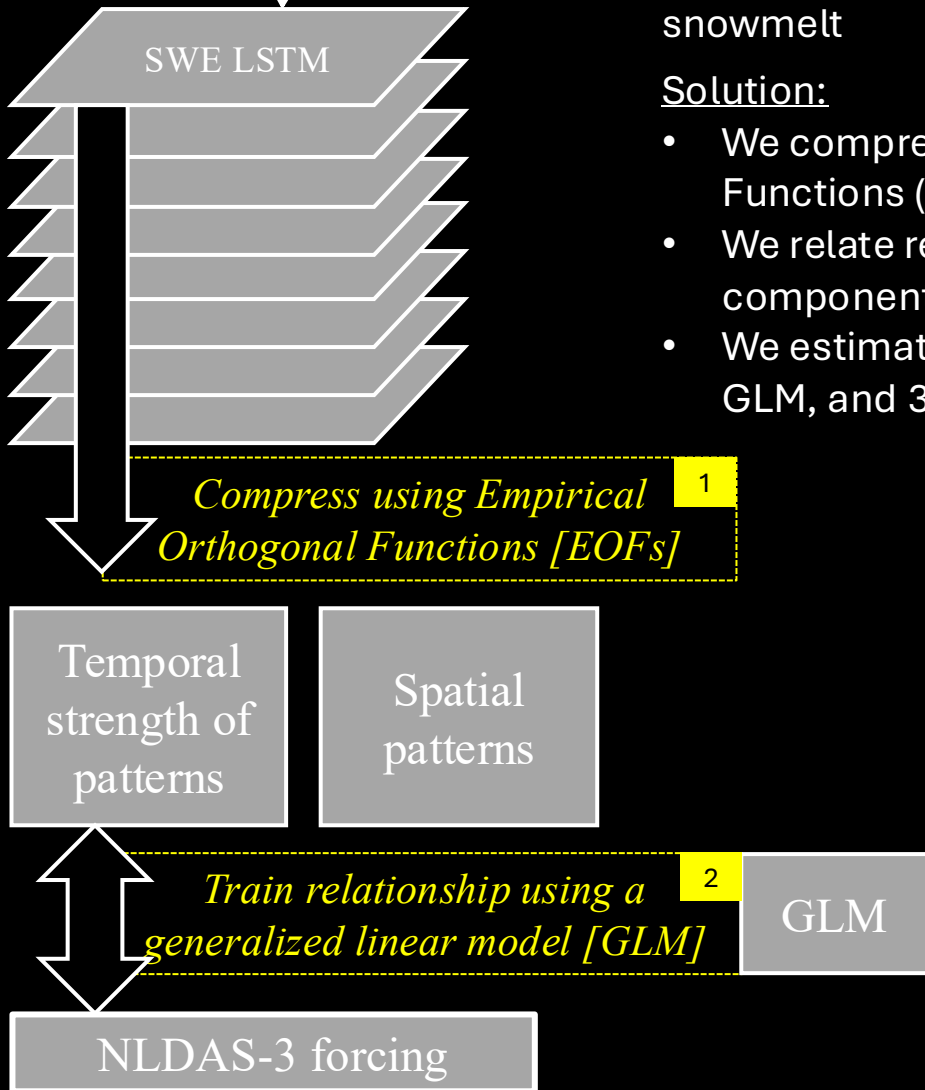 SWE LSTM
snowmelt
Solution:
• We compre
Functions (
• We relate re
component
• We estimat
GLM, and 3
Compress using Empirical
Orthogonal Functions [EOFs]
1
Temporal
strength of
patterns
Spatial
patterns
Train relationship using a
generalized linear model [GLM]
2
GLM
NLDAS-3 forcing